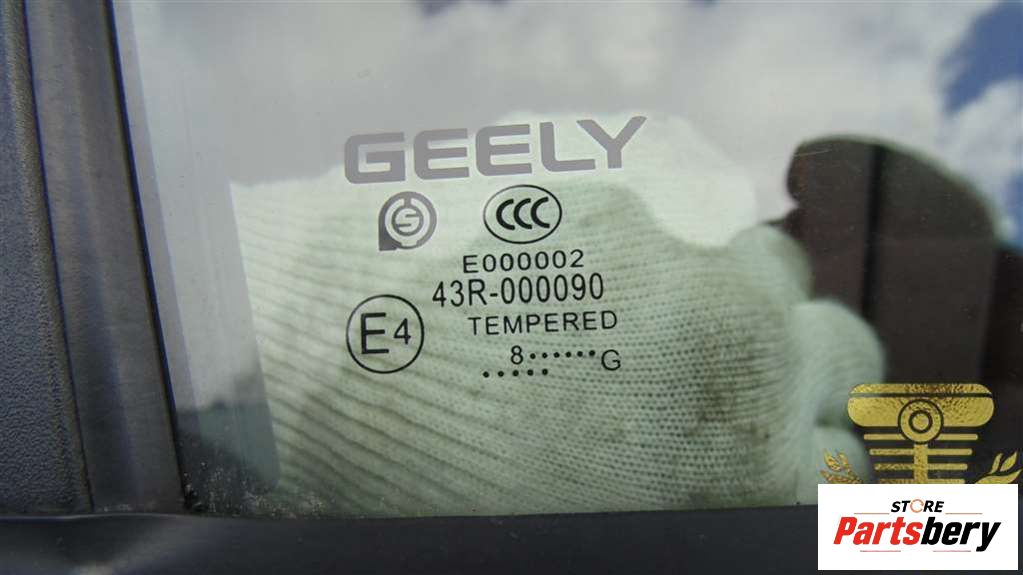 GEELY
S CCC
E000002
43R-000090
E4 TEMPERED
8......G
.....
STORE
Partsbery